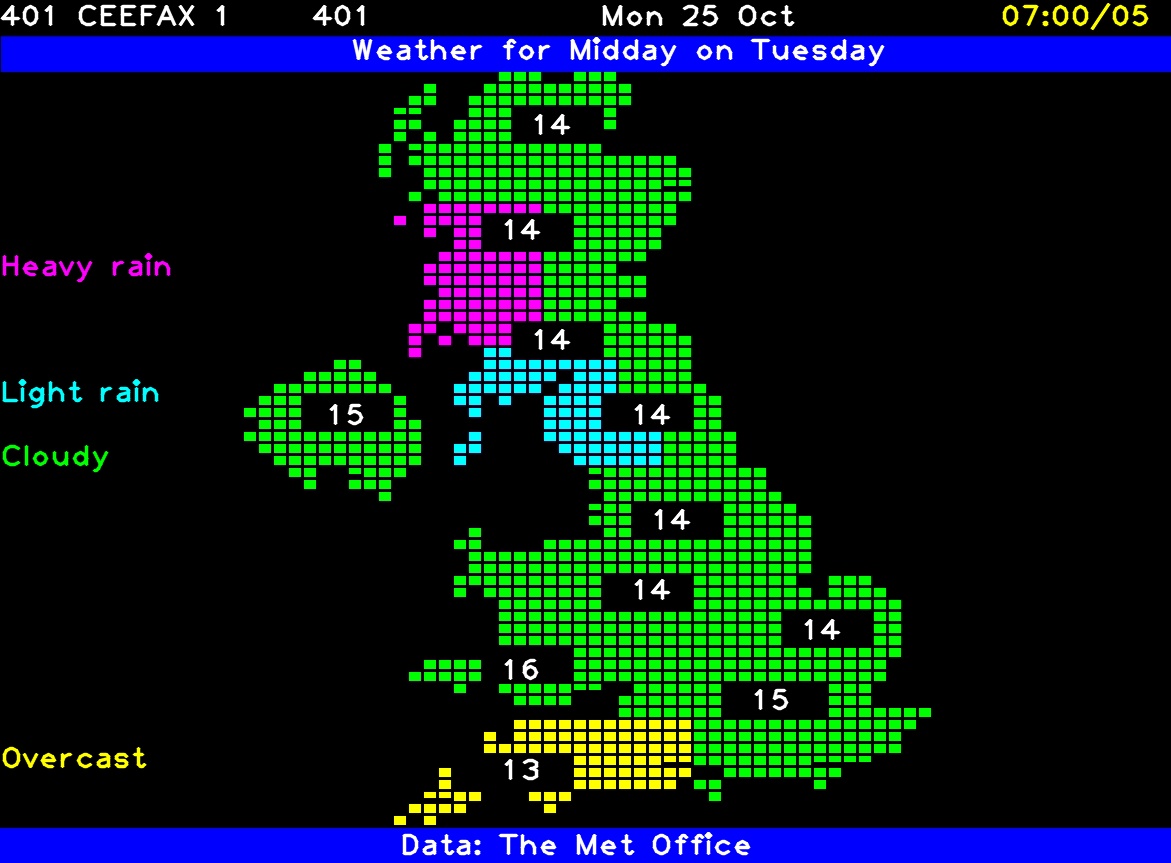 401 CEEFAX 1 401 Mon 25 Oct 07:00/05
Weather for Midday on Tuesday
14
14
Heavy rain
14
Light rain
15 14
Cloudy
14
14
14
16
15
Overcast
13
Data: The Met Office